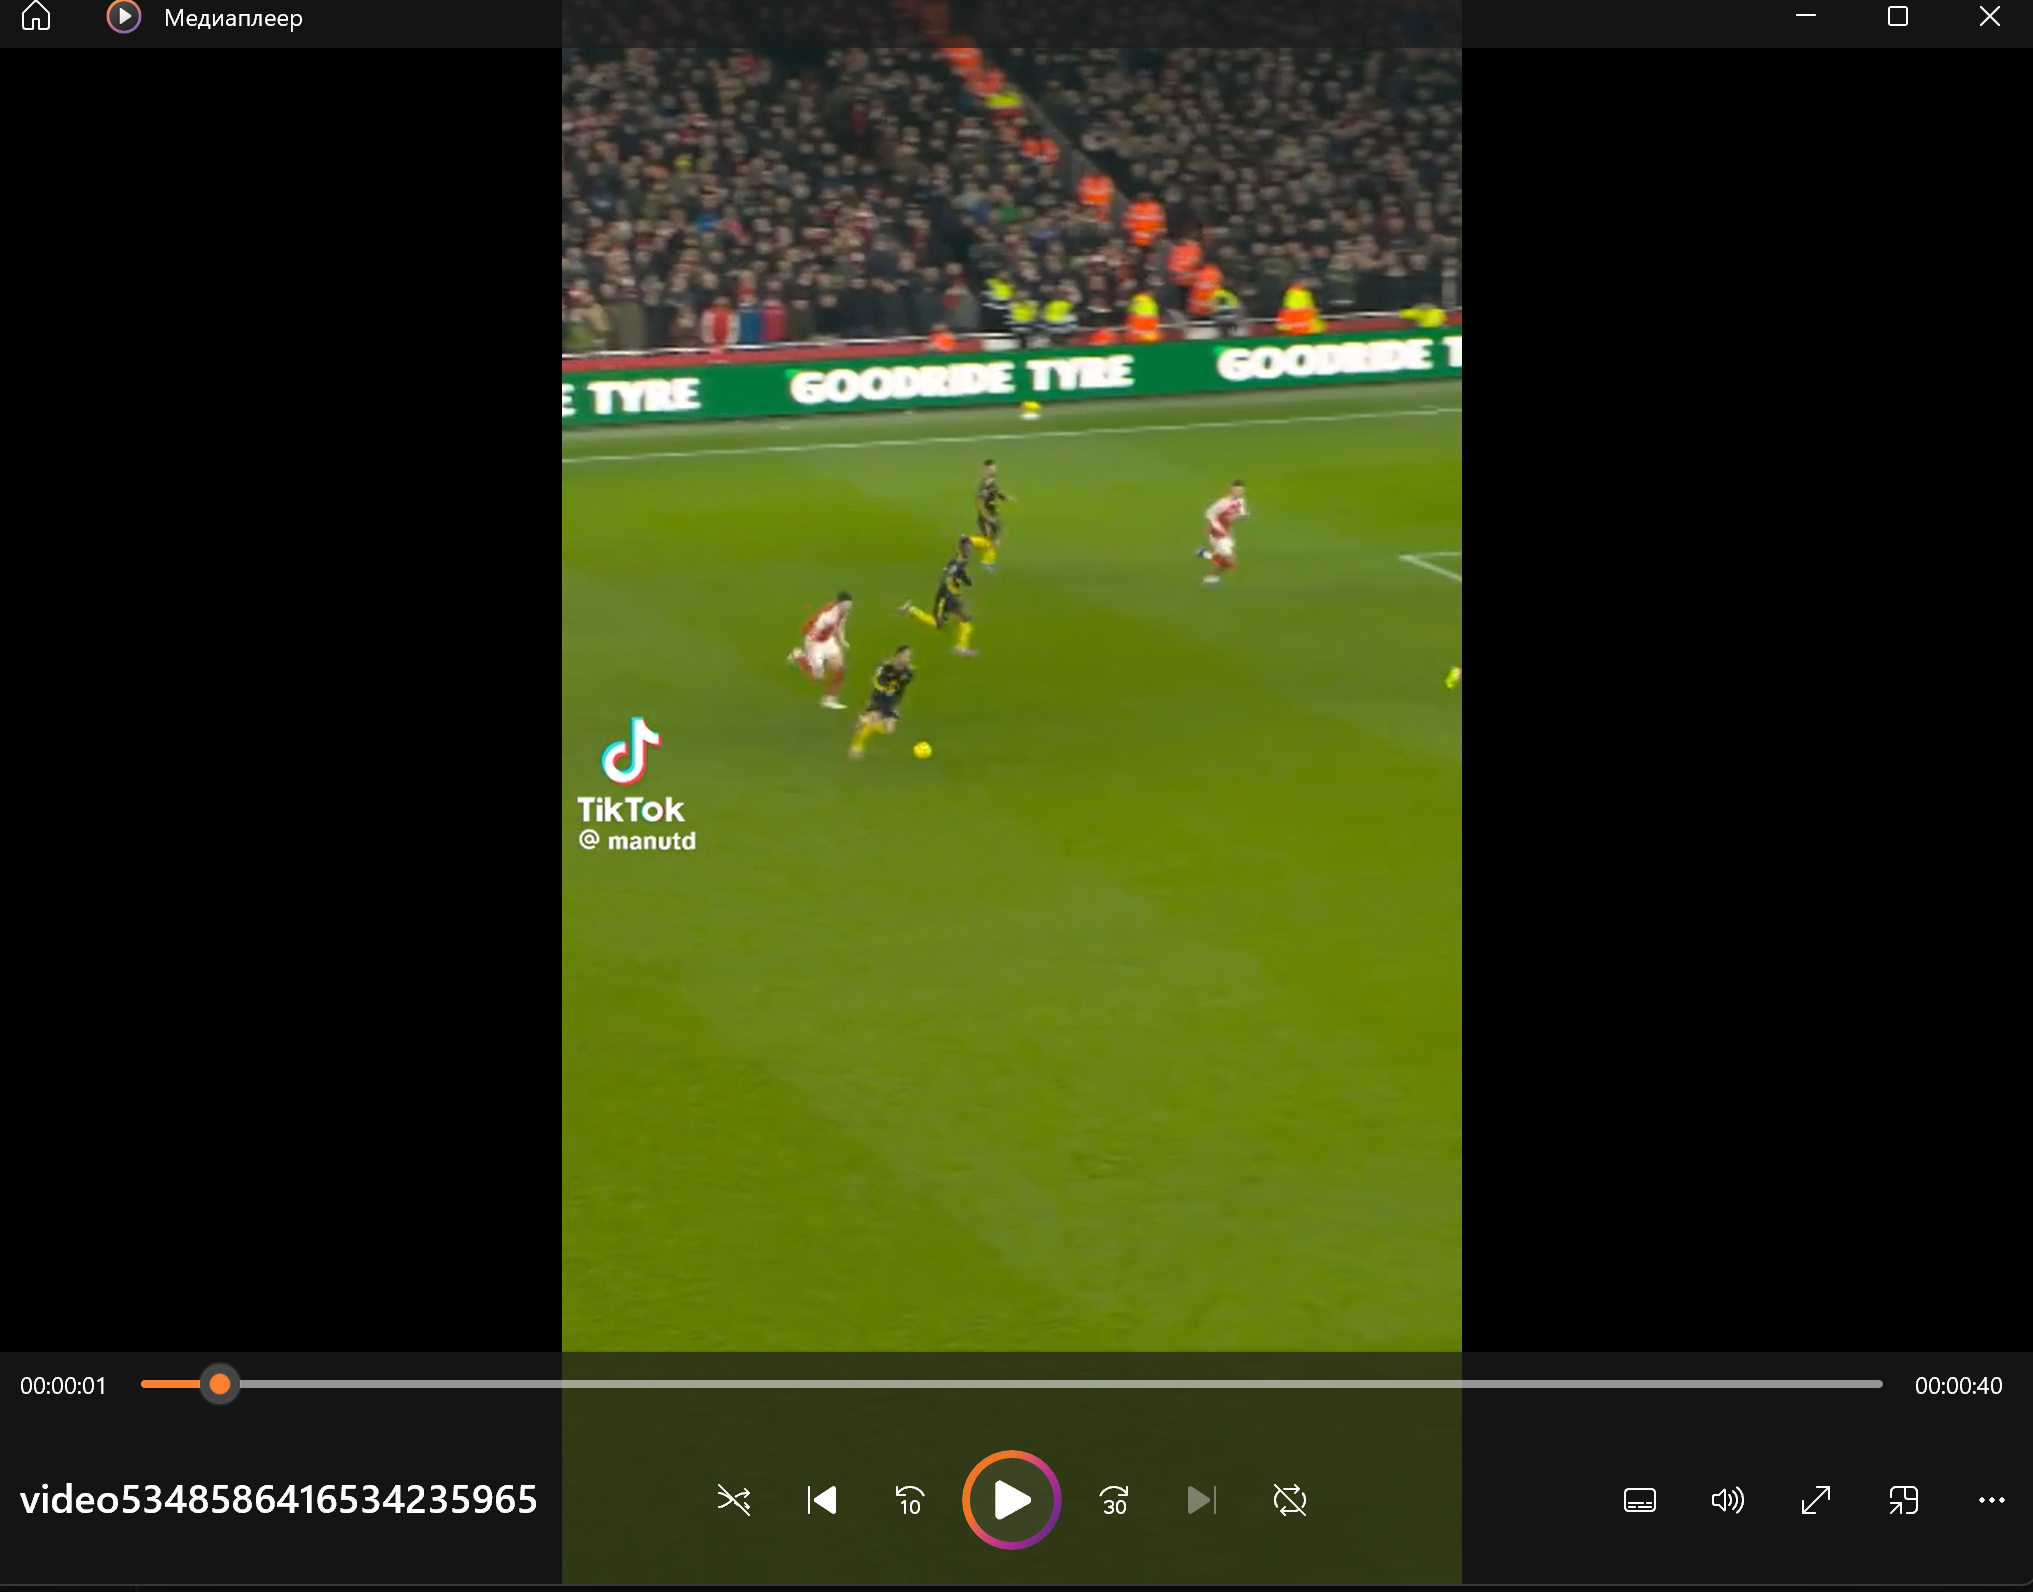 Медиаплеер
E TYRE
GOODRIDE TYRE
GOODRIDE T
TikTok
@ manutd
00:00:01
00:00:40
video5348586416534235965
10
30